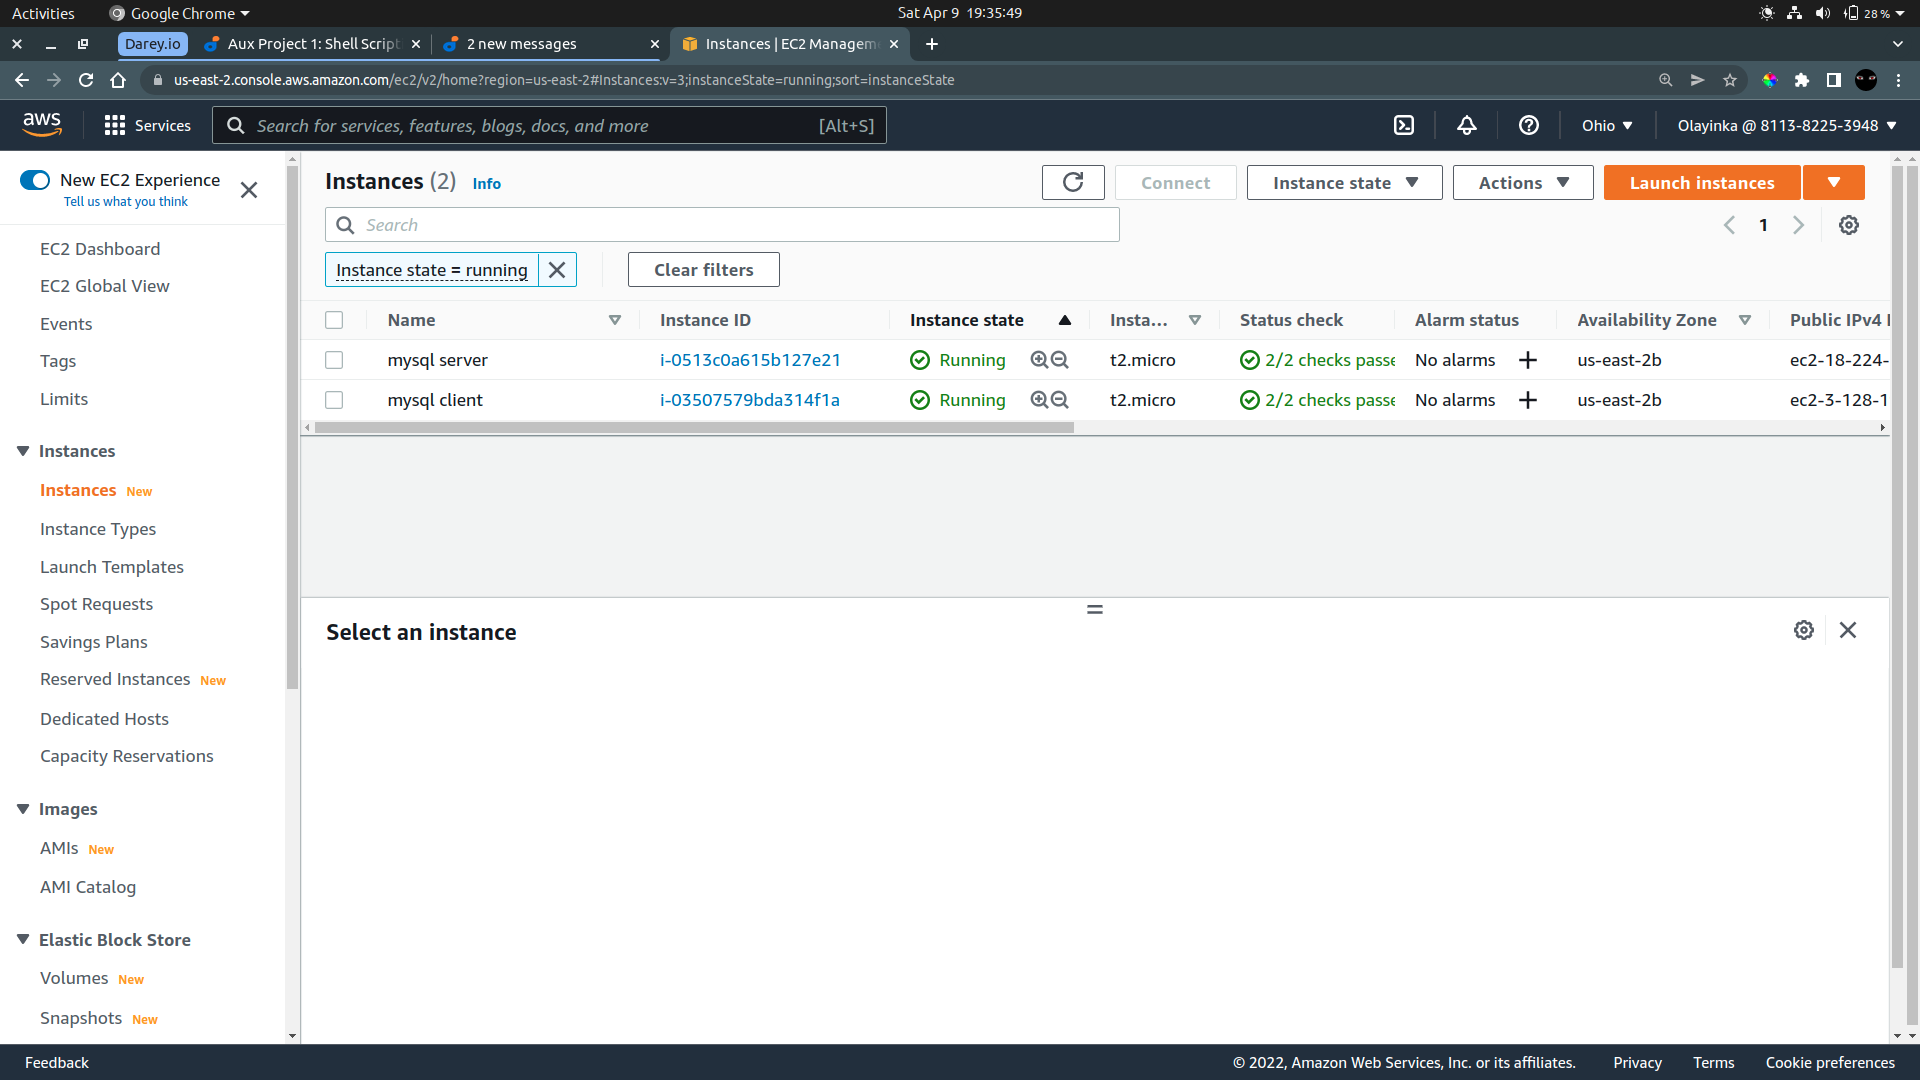 Activities Google Chrome Sat Apr 9 19:35:49 28 %
Darey.io Aux Project 1: Shell Script 2 new messages Instances | EC2 Managem
us-east-2.console.aws.amazon.com/ec2/v2/home?region=us-east-2#Instances:v=3;instanceState=running;sort=instanceState
aws Services Search for services, features, blogs, docs, and more [Alt+S] Ohio Olayinka @ 8113-8225-3948
New EC2 Experience
Tell us what you think
EC2 Dashboard
EC2 Global View
Events
Tags
Limits
Instances
Instances New
Instance Types
Launch Templates
Spot Requests
Savings Plans
Reserved Instances New
Dedicated Hosts
Capacity Reservations
Images
AMIs New
AMI Catalog
Elastic Block Store
Volumes New
Snapshots New
Instances (2) Info Connect Instance state Actions Launch instances
Search 1
Instance state = running Clear filters
Name Instance ID Instance state Insta... Status check Alarm status Availability Zone Public IPv4
mysql server i-0513c0a615b127e21 Running t2.micro 2/2 checks passe No alarms us-east-2b ec2-18-224-
mysql client i-03507579bda314f1a Running t2.micro 2/2 checks passe No alarms us-east-2b ec2-3-128-1
Select an instance
Feedback © 2022, Amazon Web Services, Inc. or its affiliates. Privacy Terms Cookie preferences